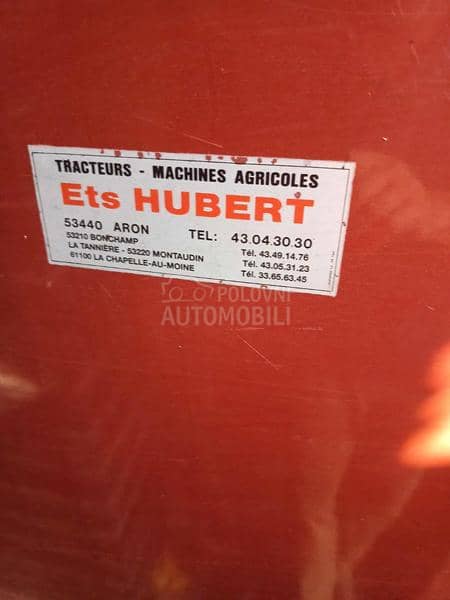 TRACTEURS - MACHINES AGRICOLES
Ets HUBERT
53440 ARON TEL: 43.04.30.30
53210 BONCHAMP Tél. 43.49.14.76
LA TANNIÈRE - 53220 MONTAUDIN Tél. 43.05.31.23
61100 LA CHAPELLE-AU-MOINE Tél. 33.65.63.45
POLOVNI
AUTOMOBILI